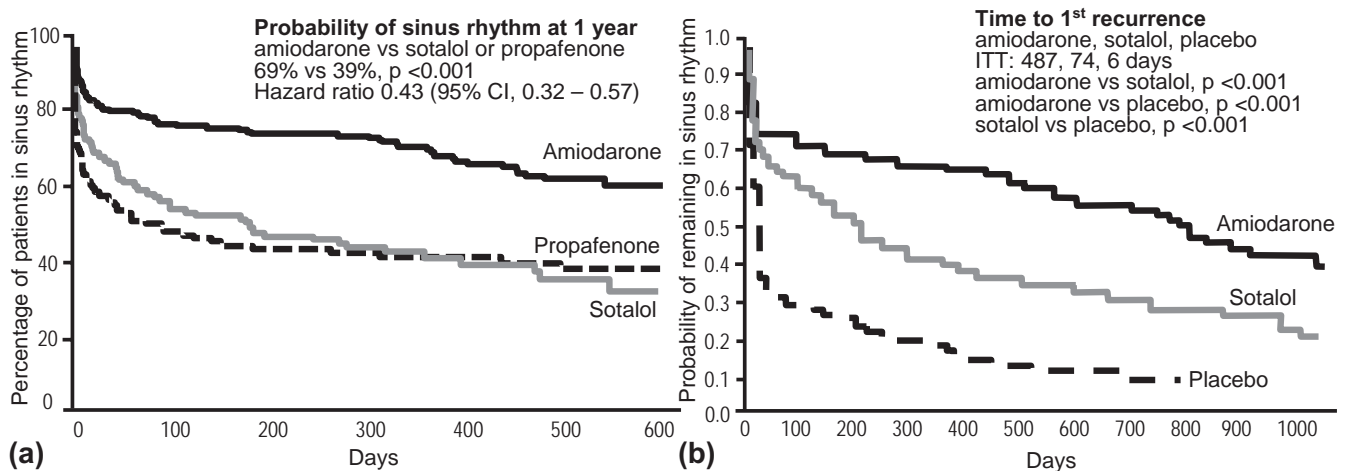 Probability of sinus rhythm at 1 year
amiodarone vs sotalol or propafenone
69% vs 39%, p <0.001
Hazard ratio 0.43 (95% CI, 0.32 – 0.57)
Percentage of patients in sinus rhythm
100
80
60
40
20
0
Amiodarone
Propafenone
Sotalol
0 100 200 300 400 500 600
Days
(a)
Time to 1st recurrence
amiodarone, sotalol, placebo
ITT: 487, 74, 6 days
amiodarone vs sotalol, p <0.001
amiodarone vs placebo, p <0.001
sotalol vs placebo, p <0.001
Probability of remaining in sinus rhythm
1.0
0.9
0.8
0.7
0.6
0.5
0.4
0.3
0.2
0.1
0.0
Amiodarone
Sotalol
Placebo
0 100 200 300 400 500 600 700 800 900 1000
Days
(b)